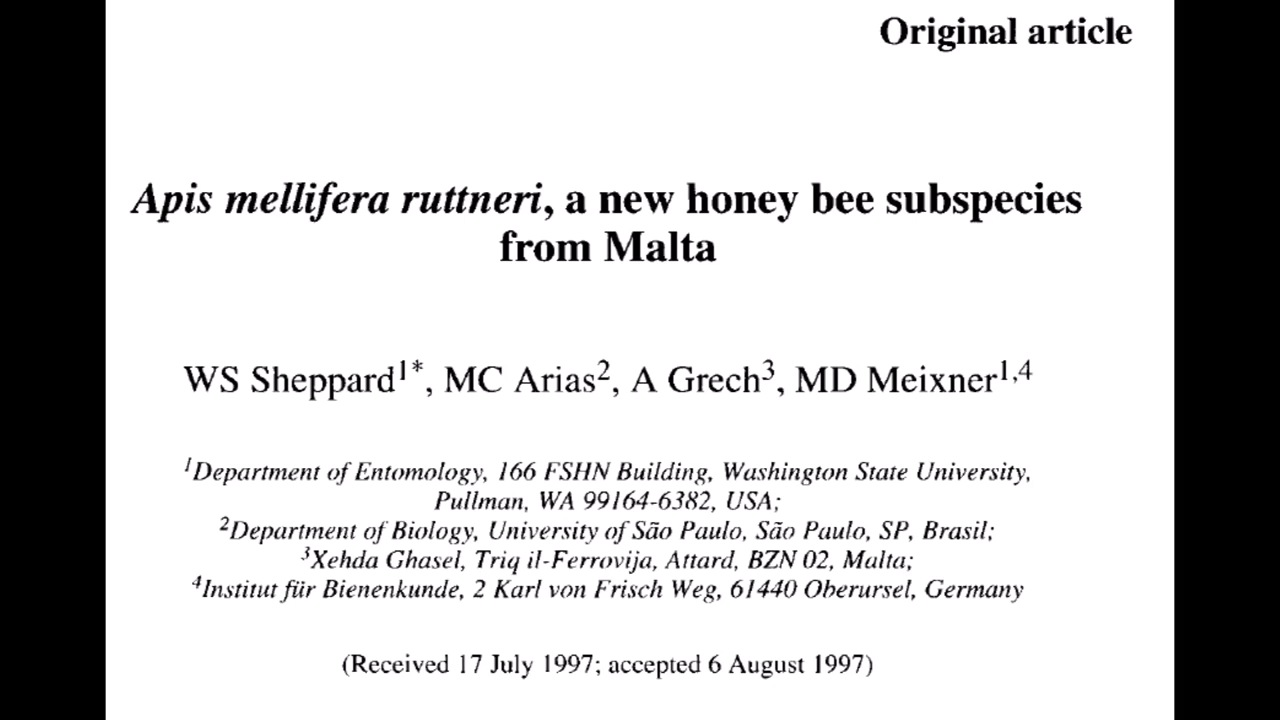 Original article
Apis mellifera ruttneri, a new honey bee subspecies
from Malta
WS Sheppard1*, MC Arias2, A Grech3, MD Meixner1,4
1Department of Entomology, 166 FSHN Building, Washington State University,
Pullman, WA 99164-6382, USA;
2Department of Biology, University of São Paulo, São Paulo, SP, Brasil;
3Xehda Ghasel, Triq il-Ferrovija, Attard, BZN 02, Malta;
4Institut für Bienenkunde, 2 Karl von Frisch Weg, 61440 Oberursel, Germany
(Received 17 July 1997; accepted 6 August 1997)